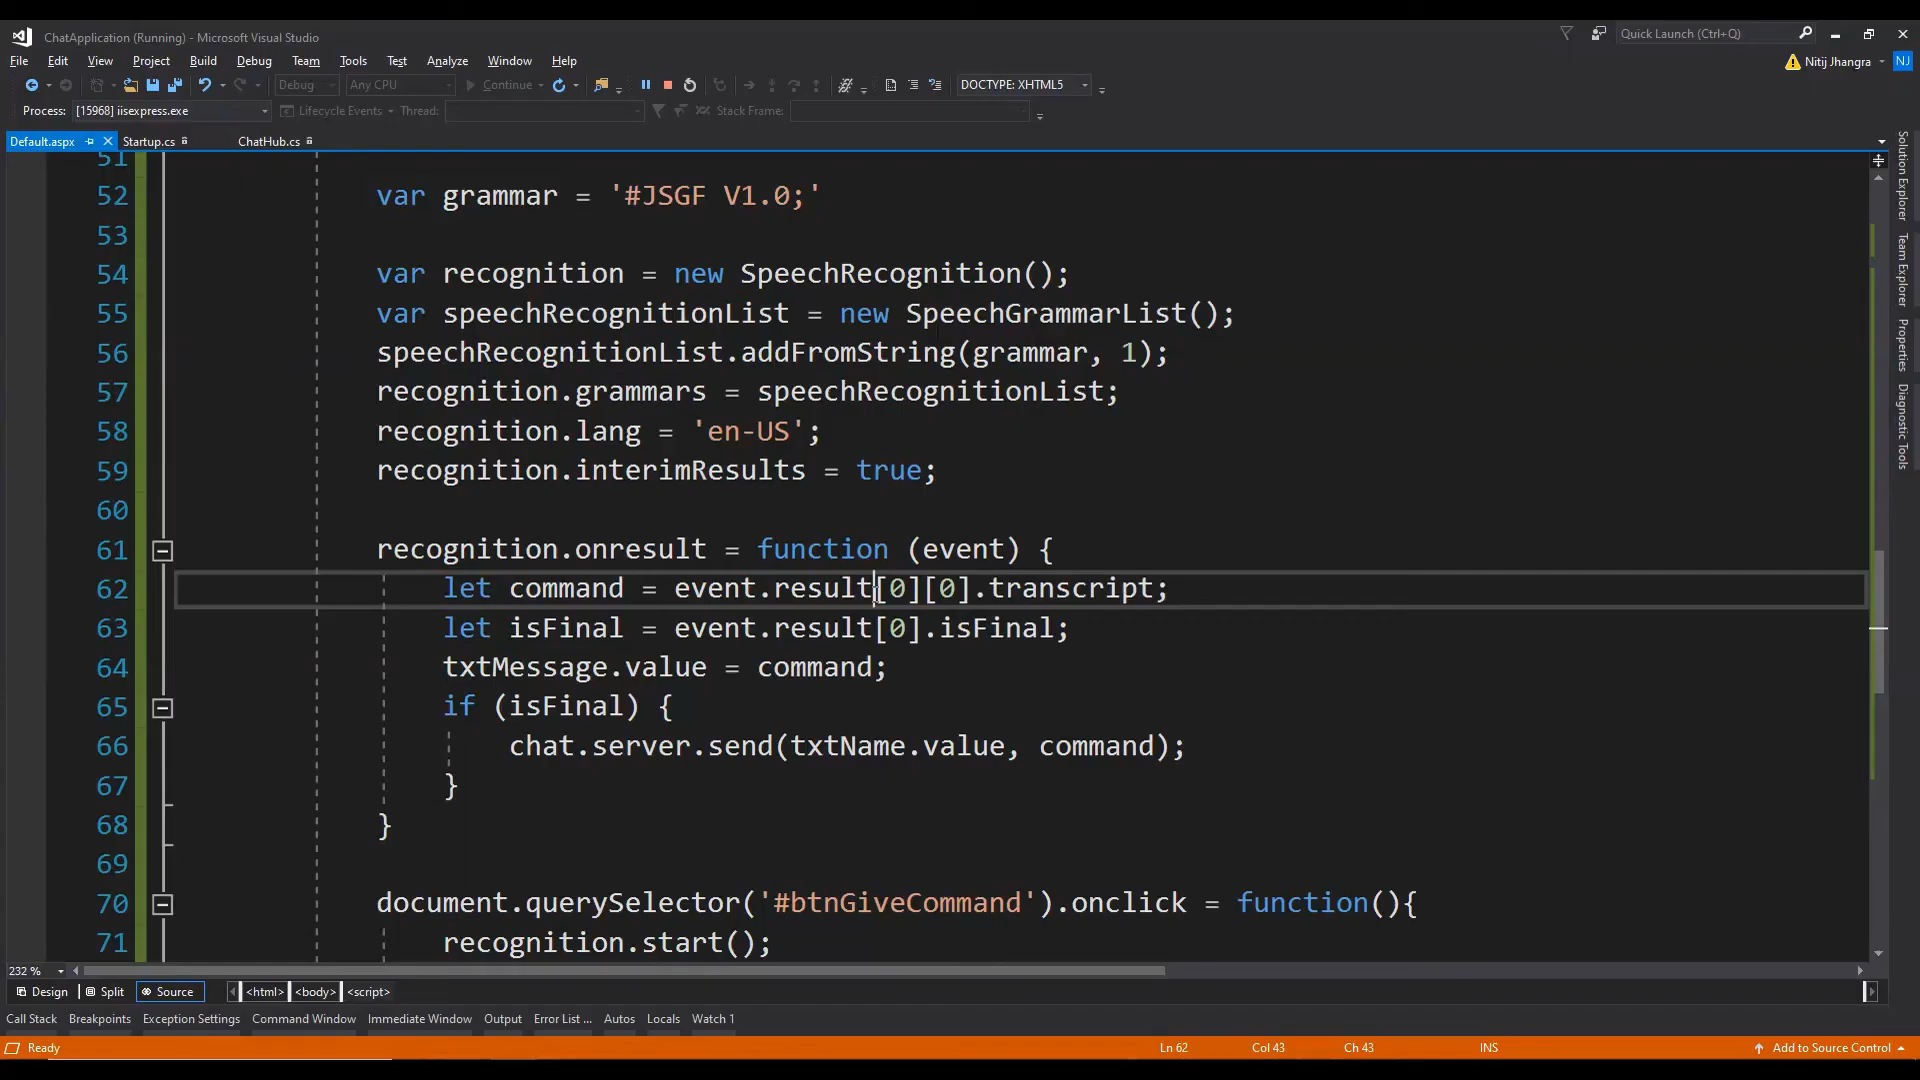 ChatApplication (Running) - Microsoft Visual Studio
Quick Launch (Ctrl+Q)
File Edit View Project Build Debug Team Tools Test Analyze Window Help
Nitij Jhangra NJ
Debug Any CPU Continue DOCTYPE: XHTML5
Process: [15968] iisexpress.exe Lifecycle Events Thread: Stack Frame:
Default.aspx Startup.cs ChatHub.cs
51
52 var grammar = '#JSGF V1.0;'
53
54 var recognition = new SpeechRecognition();
55 var speechRecognitionList = new SpeechGrammarList();
56 speechRecognitionList.addFromString(grammar, 1);
57 recognition.grammars = speechRecognitionList;
58 recognition.lang = 'en-US';
59 recognition.interimResults = true;
60
61 recognition.onresult = function (event) {
62 let command = event.result[0][0].transcript;
63 let isFinal = event.result[0].isFinal;
64 txtMessage.value = command;
65 if (isFinal) {
66 chat.server.send(txtName.value, command);
67 }
68 }
69
70 document.querySelector('#btnGiveCommand').onclick = function(){
71 recognition.start();
Solution Explorer
Team Explorer
Properties
Diagnostic Tools
232 %
Design Split Source <html> <body> <script>
Call Stack Breakpoints Exception Settings Command Window Immediate Window Output Error List ... Autos Locals Watch 1
Ready Ln 62 Col 43 Ch 43 INS Add to Source Control